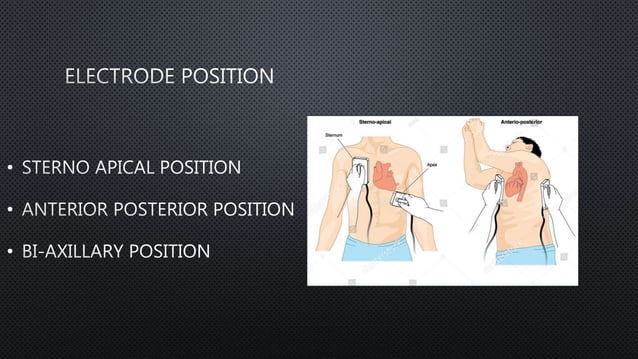 ELECTRODE POSITION
• STERNO APICAL POSITION
• ANTERIOR POSTERIOR POSITION
• BI-AXILLARY POSITION
Sterno-apical
Anterio-posterior
Sternum
Apex